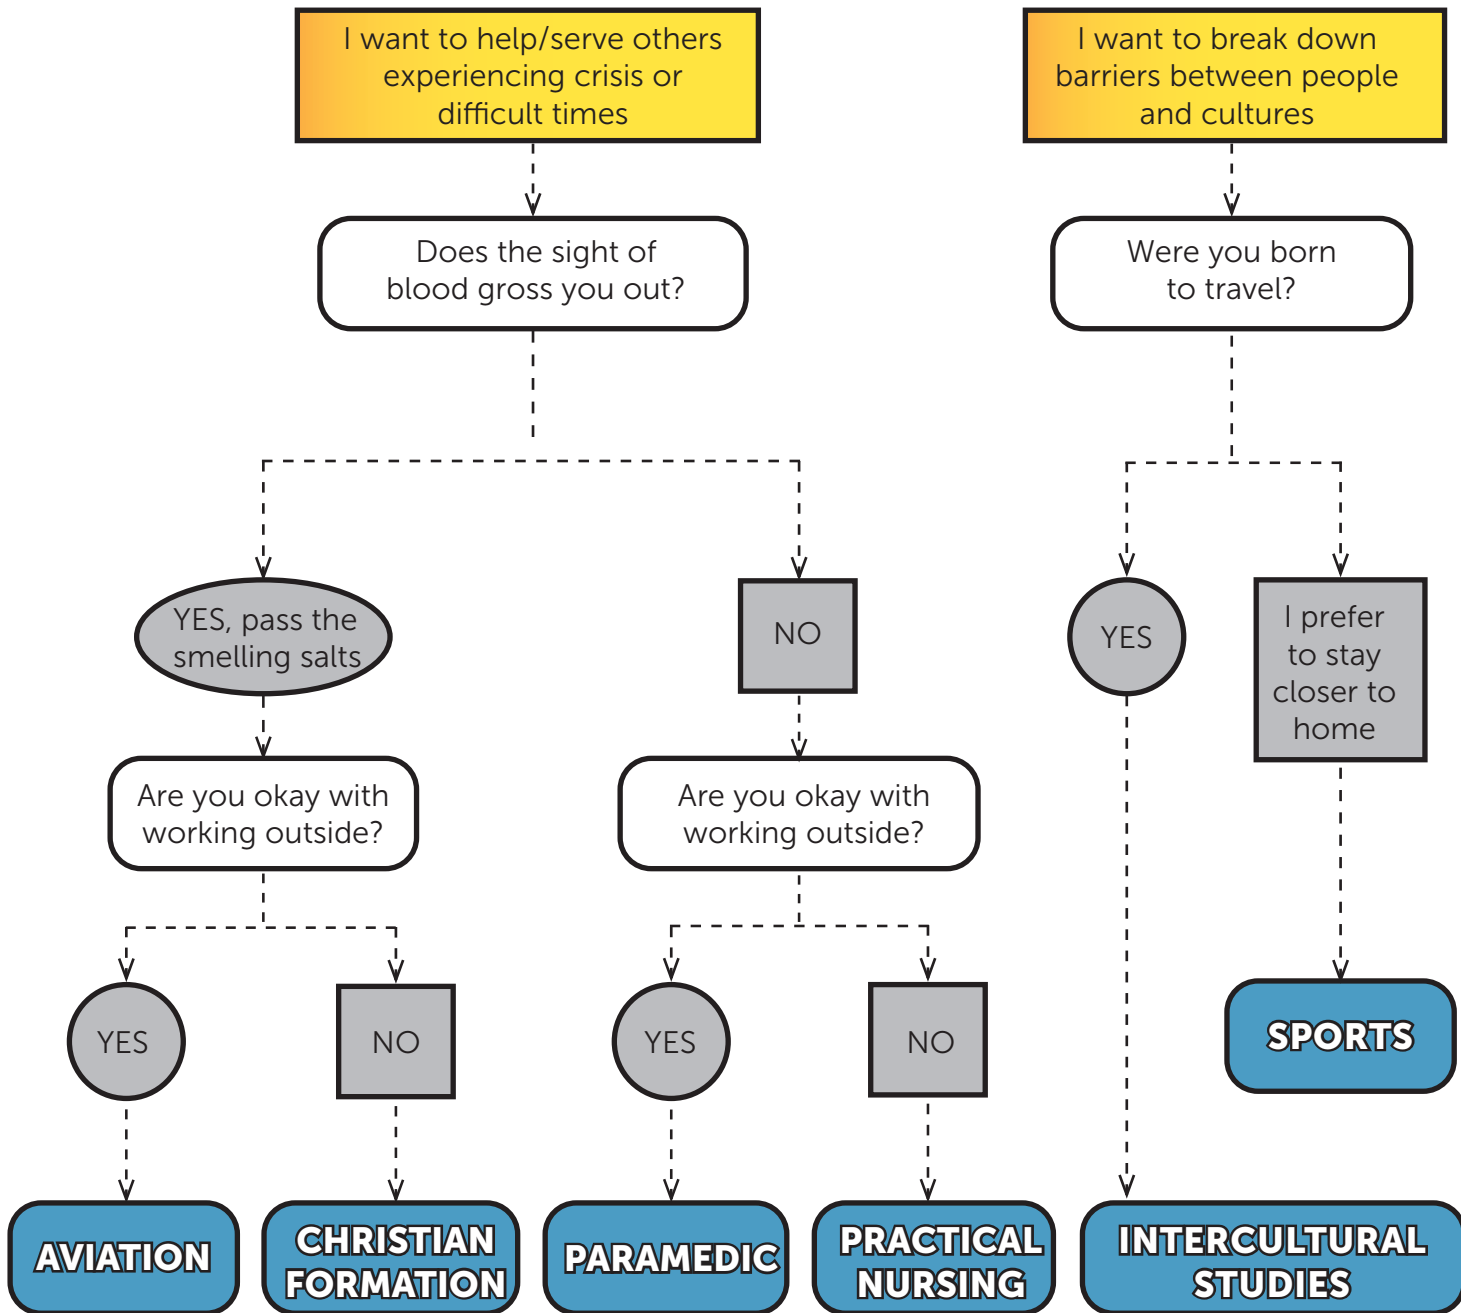 I want to help/serve others
experiencing crisis or
difficult times
I want to break down
barriers between people
and cultures
Does the sight of
blood gross you out?
Were you born
to travel?
YES, pass the
smelling salts
NO
YES
I prefer
to stay
closer to
home
Are you okay with
working outside?
Are you okay with
working outside?
YES
NO
YES
NO
SPORTS
AVIATION
CHRISTIAN
FORMATION
PARAMEDIC
PRACTICAL
NURSING
INTERCULTURAL
STUDIES